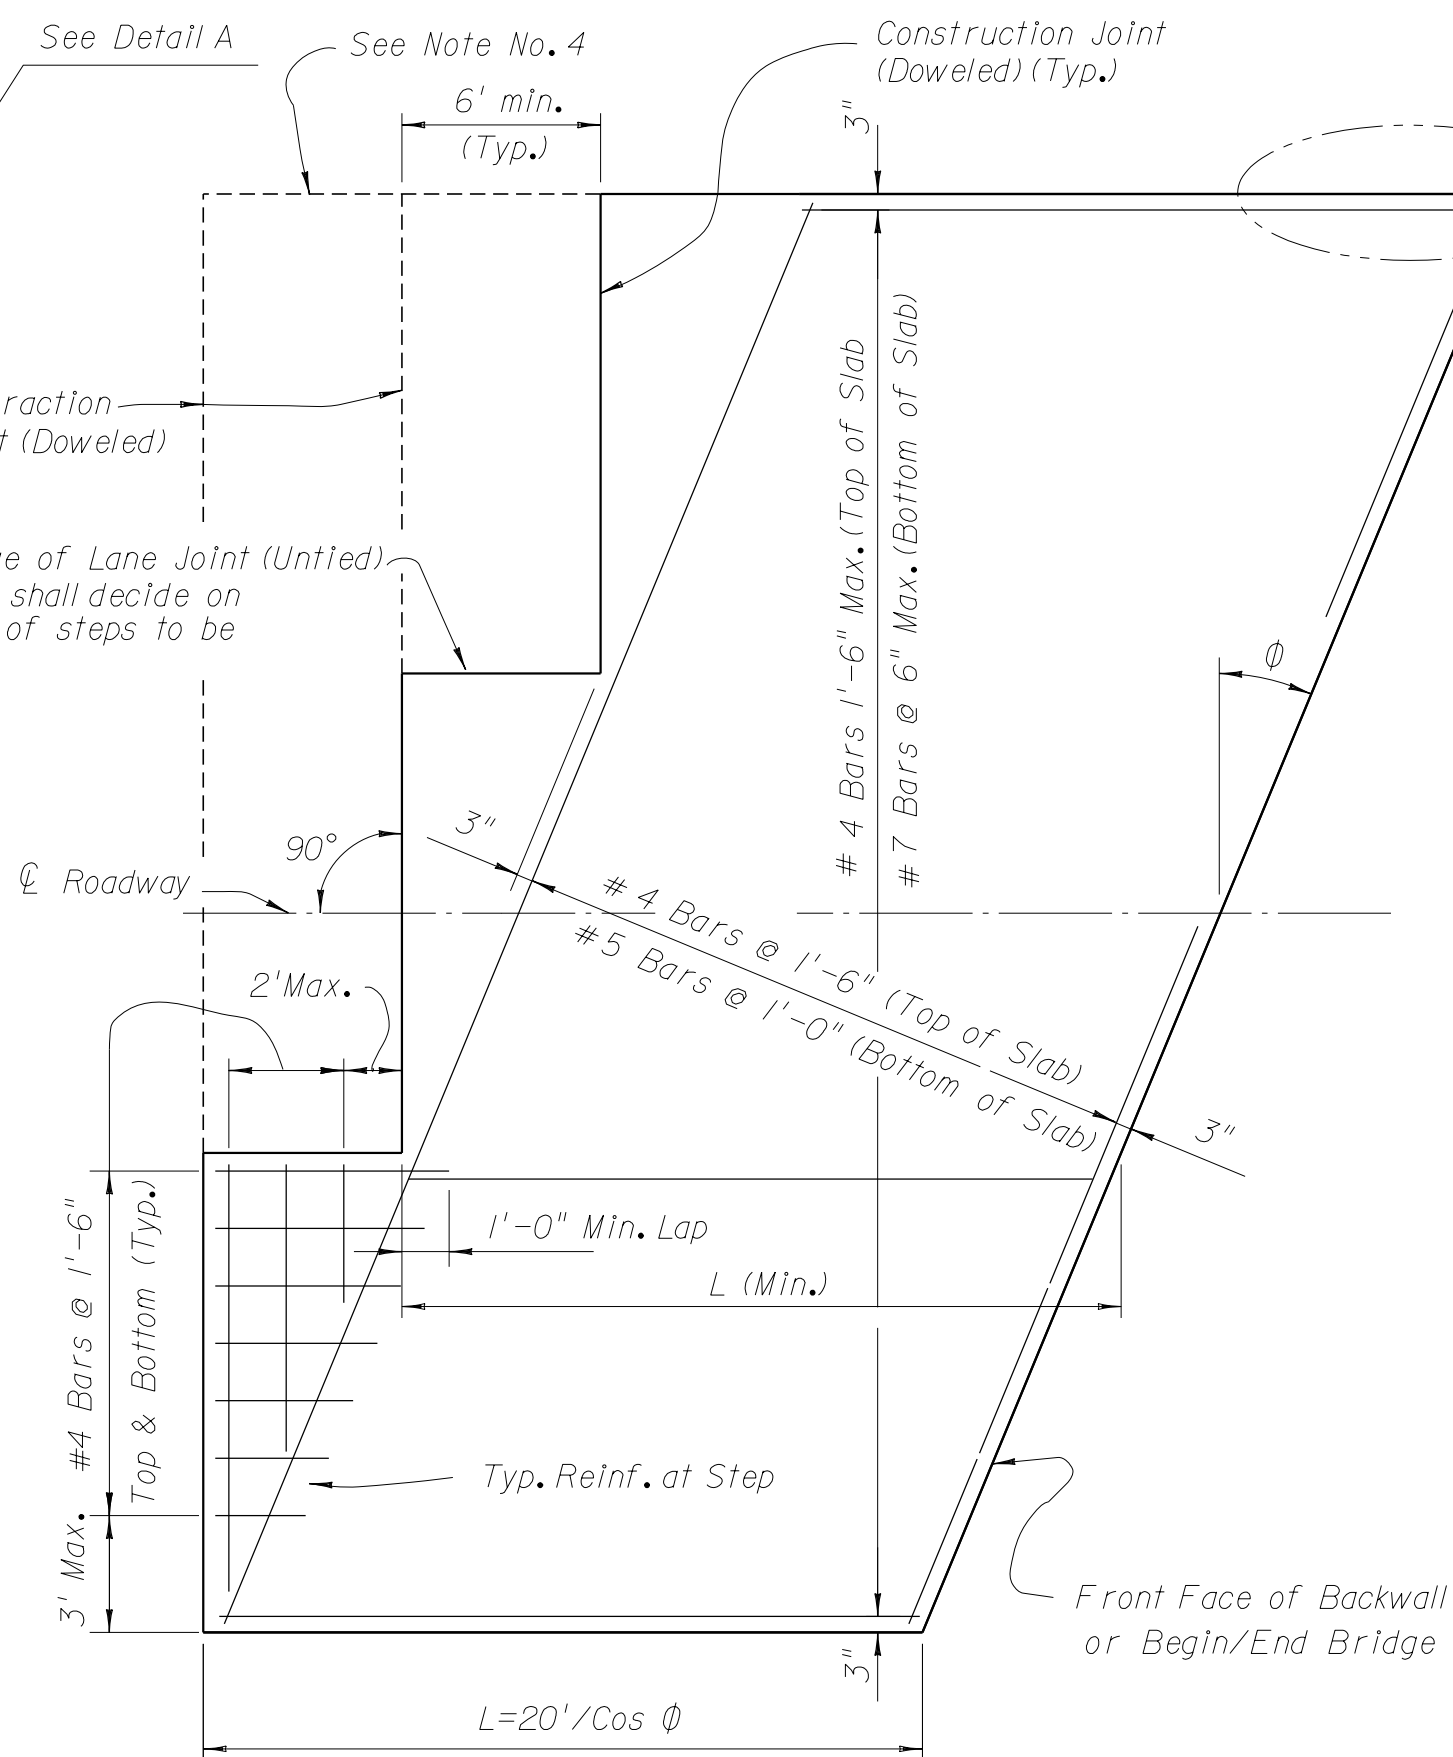 See Detail A
See Note No. 4
Construction Joint
(Doweled) (Typ.)
6' min.
(Typ.)
3"
raction
(Doweled)
of Lane Joint (Untied)
shall decide on
of steps to be
# 4 Bars 1'-6" Max. (Top of Slab
# 7 Bars @ 6" Max. (Bottom of Slab)
ϕ
3"
90°
℄ Roadway
# 4 Bars @ 1'-6" (Top of Slab)
#5 Bars @ 1'-0" (Bottom of Slab)
2' Max.
3"
1'-0" Min. Lap
L (Min.)
#4 Bars @ 1'-6"
Top & Bottom (Typ.)
3' Max.
Typ. Reinf. at Step
Front Face of Backwall
or Begin/End Bridge
3"
L=20'/Cos ϕ